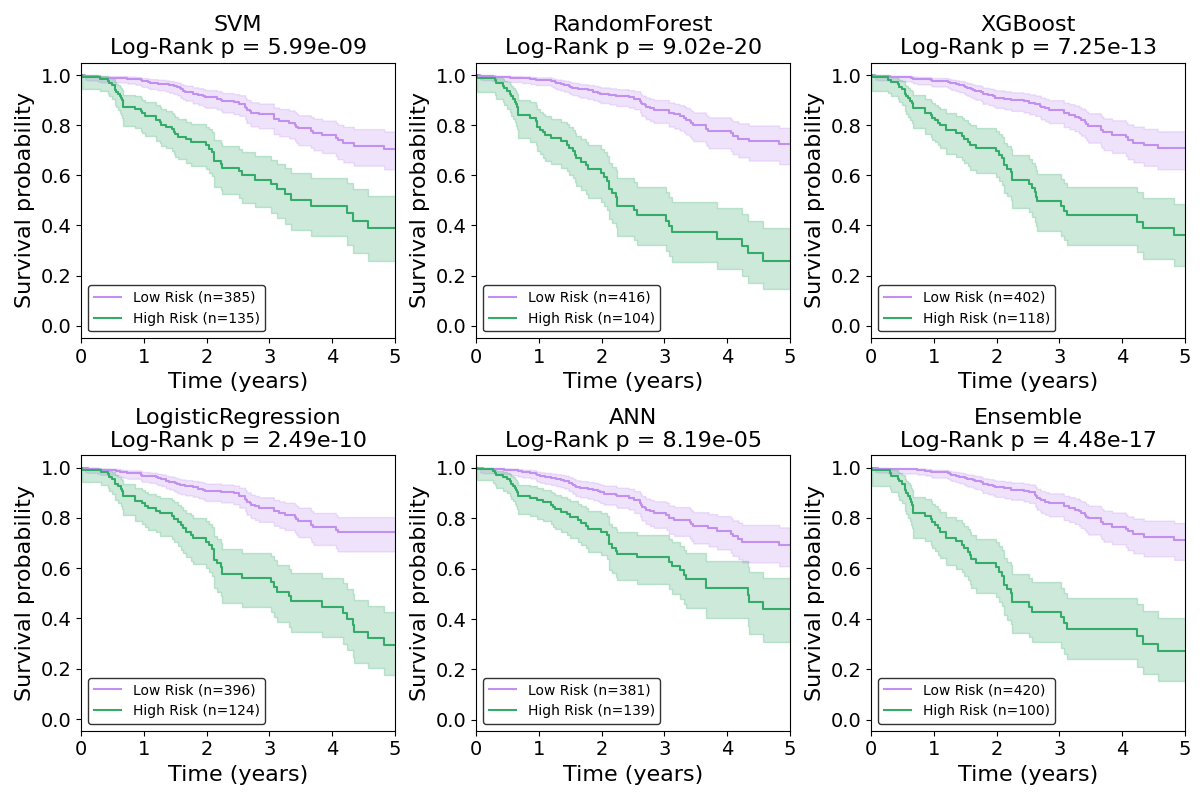 SVM
Log-Rank p = 5.99e-09
Survival probability
1.0
0.8
0.6
0.4
0.2
0.0
Low Risk (n=385)
High Risk (n=135)
0 1 2 3 4 5
Time (years)
RandomForest
Log-Rank p = 9.02e-20
Survival probability
1.0
0.8
0.6
0.4
0.2
0.0
Low Risk (n=416)
High Risk (n=104)
0 1 2 3 4 5
Time (years)
XGBoost
Log-Rank p = 7.25e-13
Survival probability
1.0
0.8
0.6
0.4
0.2
0.0
Low Risk (n=402)
High Risk (n=118)
0 1 2 3 4 5
Time (years)
LogisticRegression
Log-Rank p = 2.49e-10
Survival probability
1.0
0.8
0.6
0.4
0.2
0.0
Low Risk (n=396)
High Risk (n=124)
0 1 2 3 4 5
Time (years)
ANN
Log-Rank p = 8.19e-05
Survival probability
1.0
0.8
0.6
0.4
0.2
0.0
Low Risk (n=381)
High Risk (n=139)
0 1 2 3 4 5
Time (years)
Ensemble
Log-Rank p = 4.48e-17
Survival probability
1.0
0.8
0.6
0.4
0.2
0.0
Low Risk (n=420)
High Risk (n=100)
0 1 2 3 4 5
Time (years)